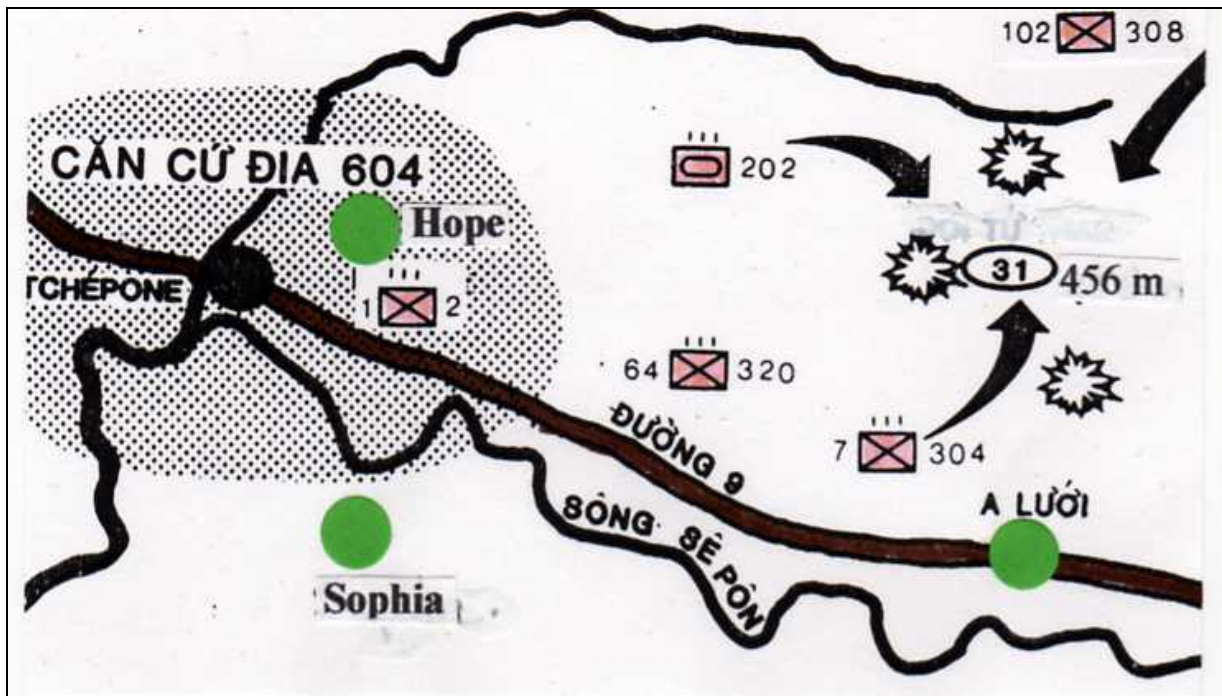 102 308
CĂN CỨ ĐỊA 604
202
Hope
31 456 m
TCHÉPONE
1 2
64 320
ĐƯỜNG 9
7 304
A LƯỚI
SÔNG SÊ PÔN
Sophia